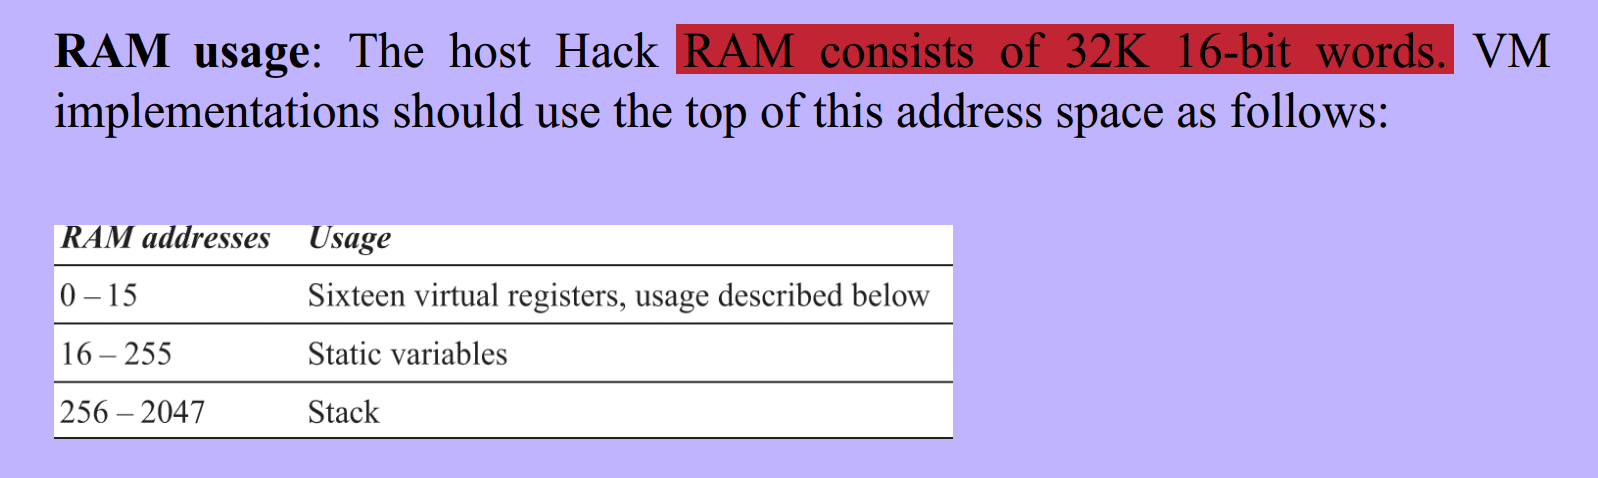 RAM usage: The host Hack RAM consists of 32K 16-bit words. VM
implementations should use the top of this address space as follows:
RAM addresses Usage
0 – 15 Sixteen virtual registers, usage described below
16 – 255 Static variables
256 – 2047 Stack